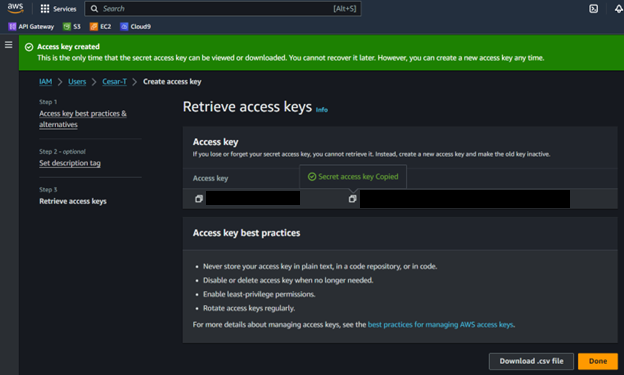 aws
Services
Search
[Alt+S]
API Gateway
S3
EC2
Cloud9
Access key created
This is the only time that the secret access key can be viewed or downloaded. You cannot recover it later. However, you can create a new access key any time.
IAM > Users > Cesar-T > Create access key
Step 1
Access key best practices &
alternatives
Step 2 - optional
Set description tag
Step 3
Retrieve access keys
Retrieve access keys Info
Access key
If you lose or forget your secret access key, you cannot retrieve it. Instead, create a new access key and make the old key inactive.
Access key
Secret access key Copied
Access key best practices
• Never store your access key in plain text, in a code repository, or in code.
• Disable or delete access key when no longer needed.
• Enable least-privilege permissions.
• Rotate access keys regularly.
For more details about managing access keys, see the best practices for managing AWS access keys.
Download .csv file
Done